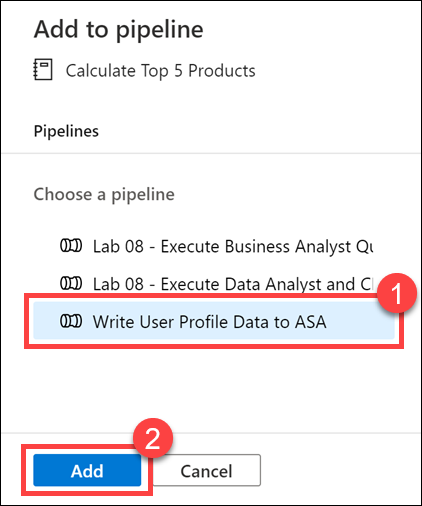 Add to pipeline
Calculate Top 5 Products
Pipelines
Choose a pipeline
Lab 08 - Execute Business Analyst Qu
Lab 08 - Execute Data Analyst and C
1
Write User Profile Data to ASA
2
Add
Cancel